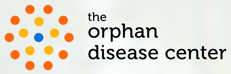 the
orphan
disease center